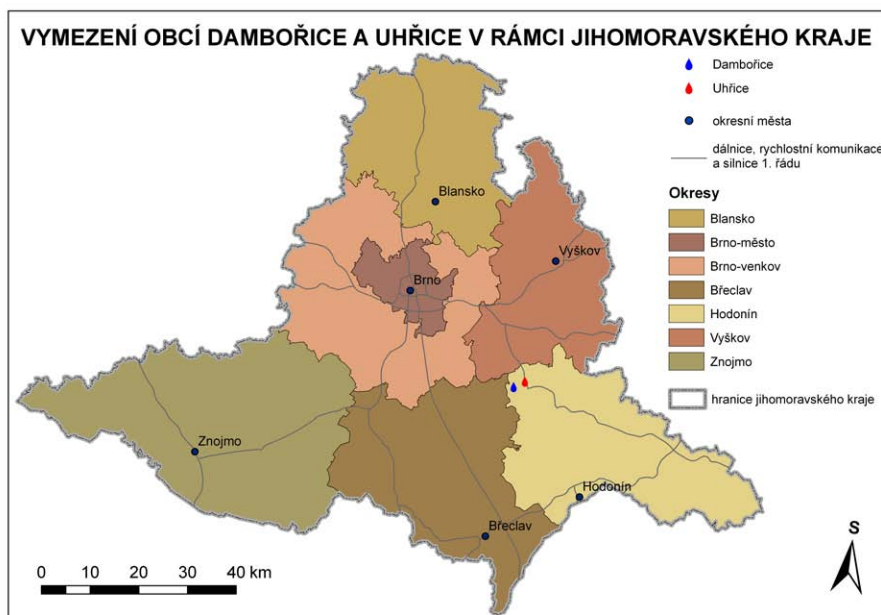 VYMEZENÍ OBCÍ DAMBOŘICE A UHŘICE V RÁMCI JIHOMORAVSKÉHO KRAJE
Dambořice
Uhřice
okresní města
dálnice, rychlostní komunikace
a silnice 1. řádu
Okresy
Blansko
Brno-město
Brno-venkov
Břeclav
Hodonín
Vyškov
Znojmo
hranice jihomoravského kraje
Blansko
Vyškov
Brno
Znojmo
Hodonín
Břeclav
S
0 10 20 40 km